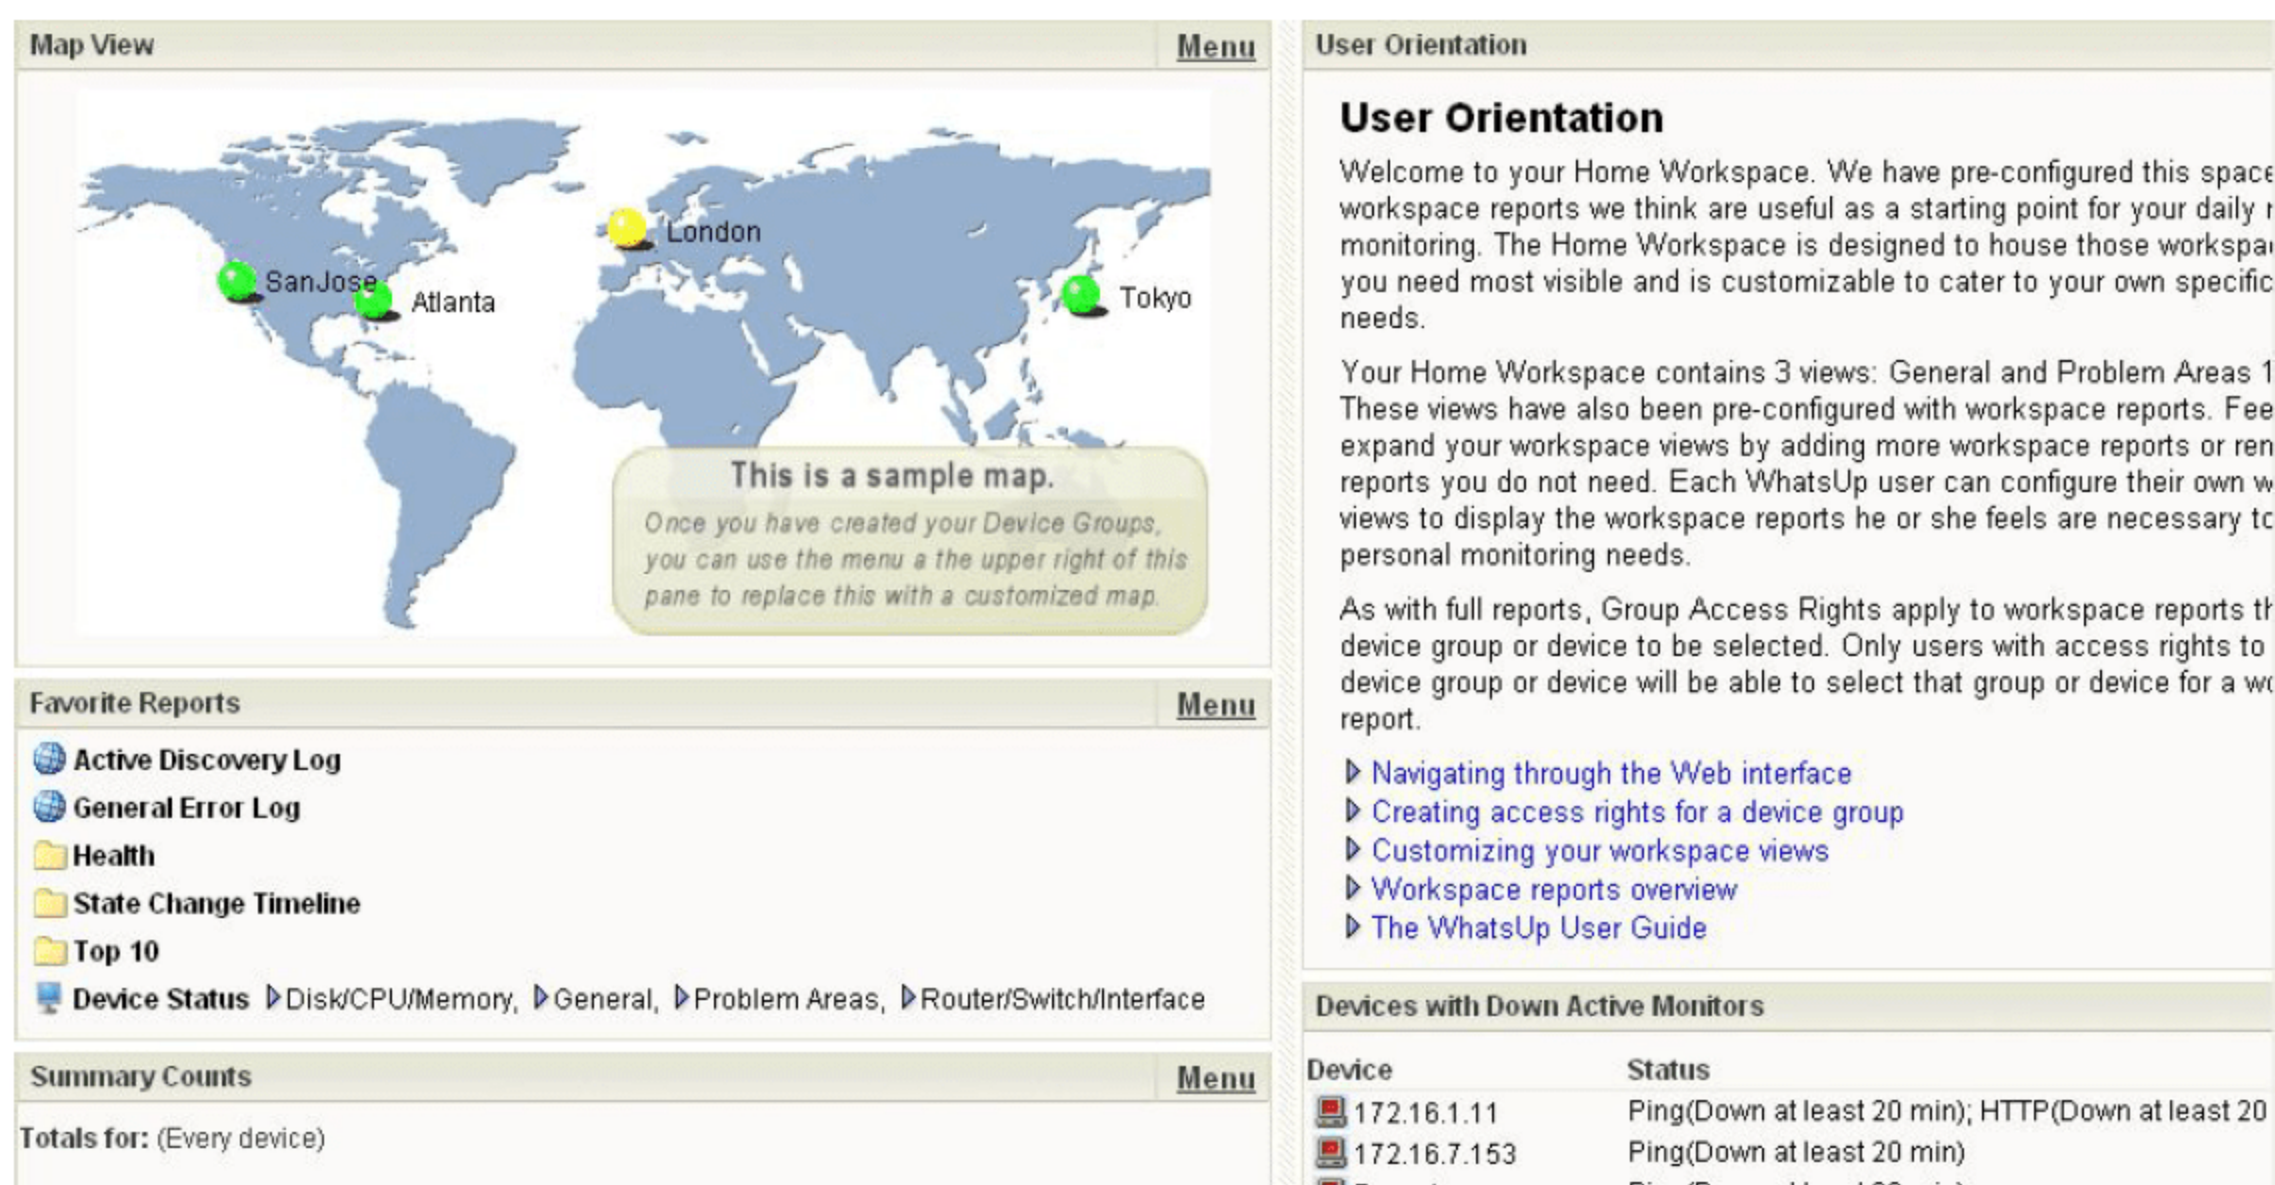 Map View
Menu
London
SanJose
Atlanta
Tokyo
This is a sample map.
Once you have created your Device Groups,
you can use the menu a the upper right of this
pane to replace this with a customized map.
Favorite Reports
Menu
Active Discovery Log
General Error Log
Health
State Change Timeline
Top 10
Device Status Disk/CPU/Memory, General, Problem Areas, Router/Switch/Interface
Summary Counts
Menu
Totals for: (Every device)
User Orientation
User Orientation
Welcome to your Home Workspace. We have pre-configured this space
workspace reports we think are useful as a starting point for your daily
monitoring. The Home Workspace is designed to house those
you need most visible and is customizable to cater to your own specific
needs.
Your Home Workspace contains 3 views: General and Problem Areas 1
These views have also been pre-configured with workspace reports. Fee
expand your workspace views by adding more workspace reports or ren
reports you do not need. Each WhatsUp user can configure their own
views to display the workspace reports he or she feels are necessary
personal monitoring needs.
As with full reports, Group Access Rights apply to workspace reports
device group or device to be selected. Only users with access rights to
device group or device will be able to select that group or device for a
report.
Navigating through the Web interface
Creating access rights for a device group
Customizing your workspace views
Workspace reports overview
The WhatsUp User Guide
Devices with Down Active Monitors
Device Status
172.16.1.11 Ping(Down at least 20 min); HTTP(Down at least 20
172.16.7.153 Ping(Down at least 20 min)